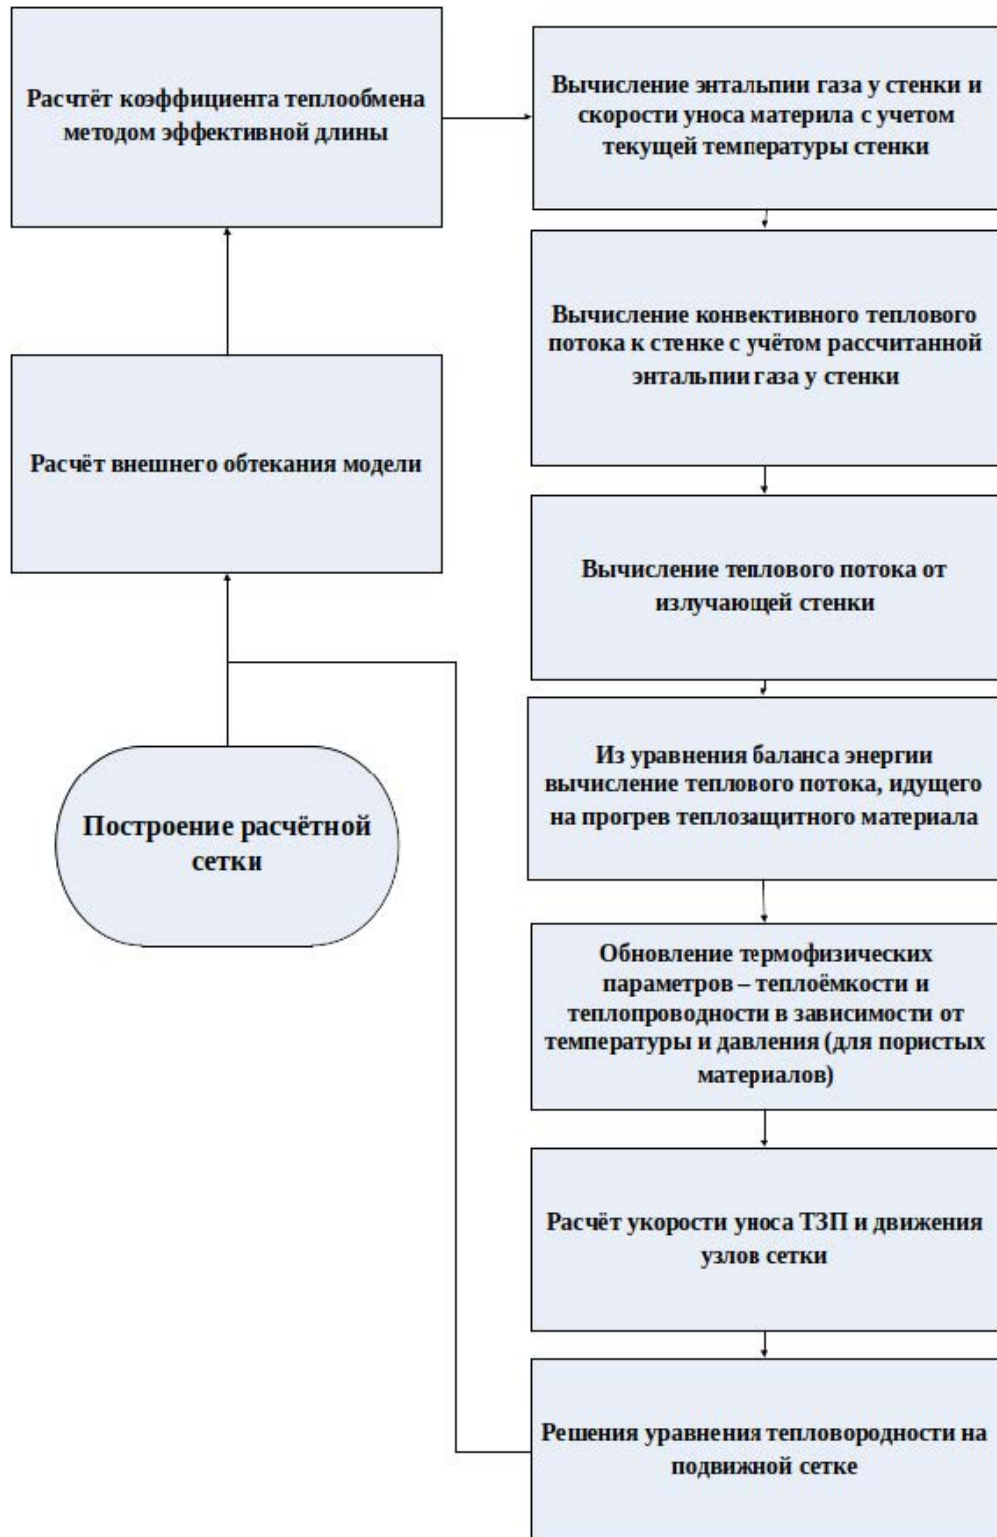 Расчтёт коэффициента теплообмена
методом эффективной длины
Вычисление энтальпии газа у стенки и
скорости уноса материла с учетом
текущей температуры стенки
Вычисление конвективного теплового
потока к стенке с учётом рассчитанной
энтальпии газа у стенки
Расчёт внешнего обтекания модели
Вычисление теплового потока от
излучающей стенки
Из уравнения баланса энергии
вычисление теплового потока, идущего
на прогрев теплозащитного материала
Построение расчётной
сетки
Обновление термофизических
параметров – теплоёмкости и
теплопроводности в зависимости от
температуры и давления (для пористых
материалов)
Расчёт укорости уноса ТЗП и движения
узлов сетки
Решения уравнения тепловородности на
подвижной сетке